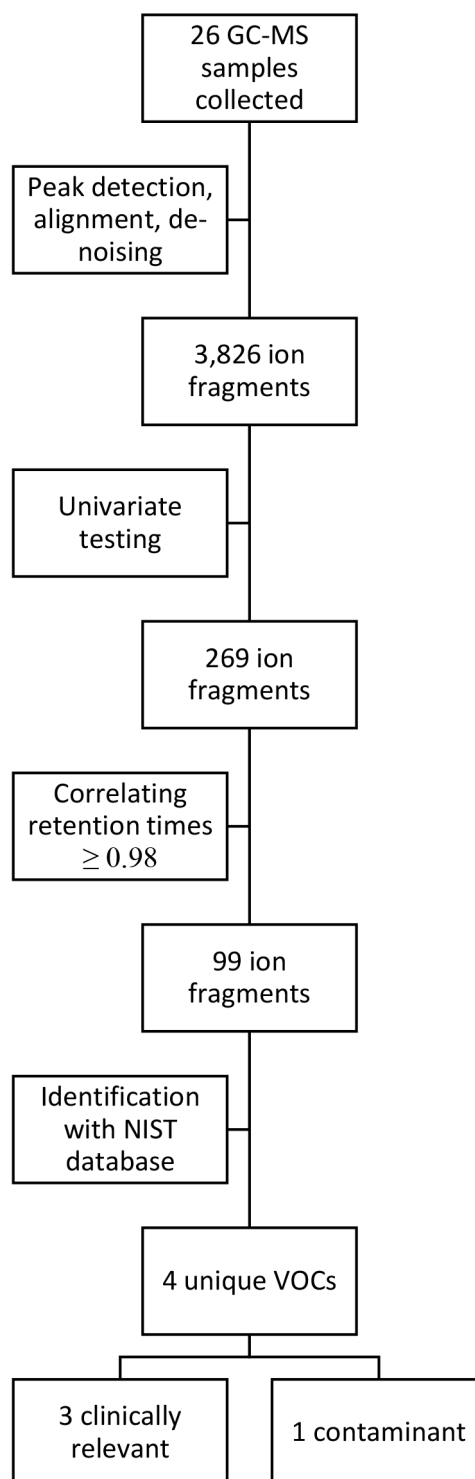 26 GC-MS
samples
collected
Peak detection,
alignment, de-
noising
3,826 ion
fragments
Univariate
testing
269 ion
fragments
Correlating
retention times
≥ 0.98
99 ion
fragments
Identification
with NIST
database
4 unique VOCs
3 clinically
relevant
1 contaminant